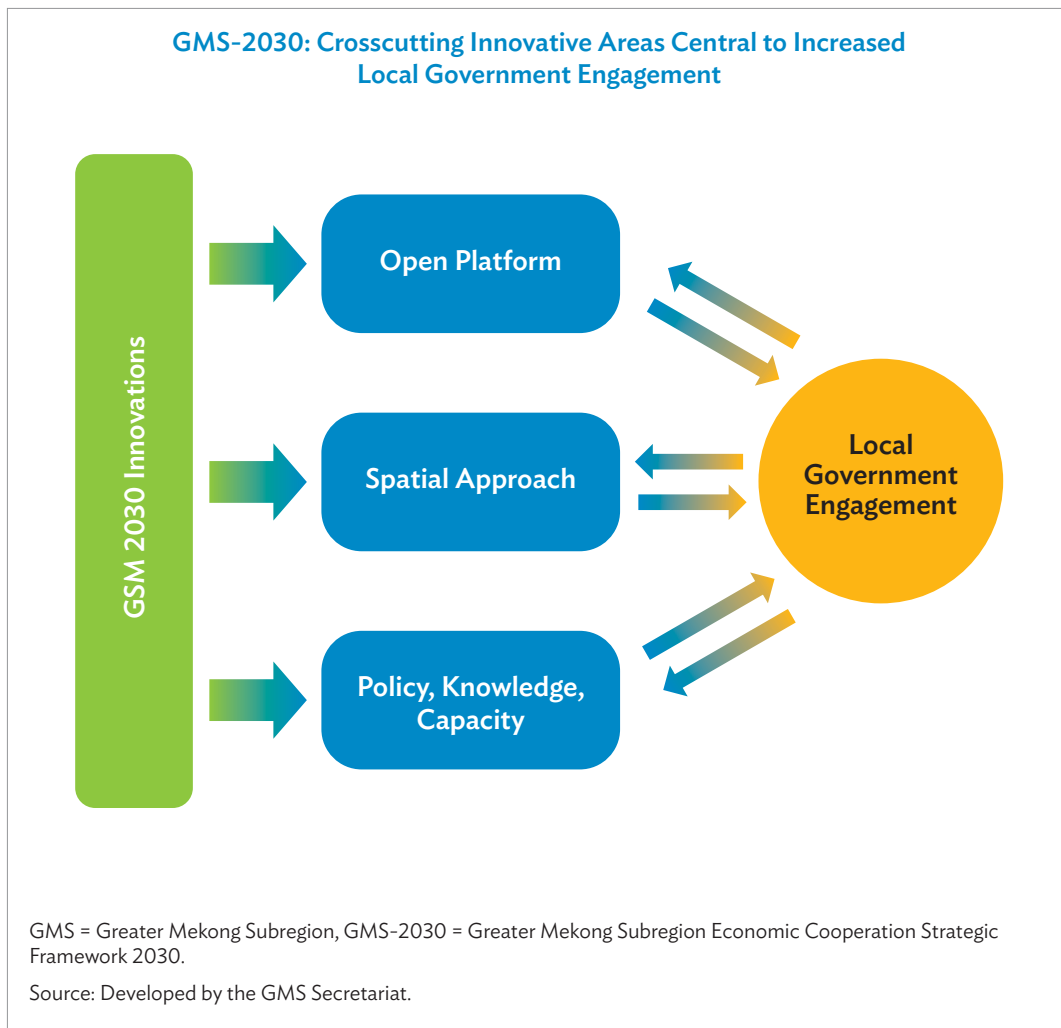 GMS-2030: Crosscutting Innovative Areas Central to Increased
Local Government Engagement
GSM 2030 Innovations
Open Platform
Spatial Approach
Policy, Knowledge,
Capacity
Local
Government
Engagement
GMS = Greater Mekong Subregion, GMS-2030 = Greater Mekong Subregion Economic Cooperation Strategic
Framework 2030.
Source: Developed by the GMS Secretariat.